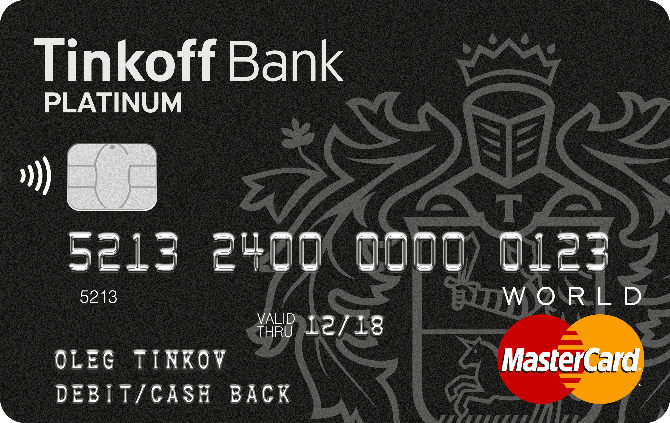 Tinkoff Bank
PLATINUM
T
5213 2400 0000 0123
5213
WORLD
VALID THRU 12/18
OLEG TINKOV
MasterCard
DEBIT/CASH BACK